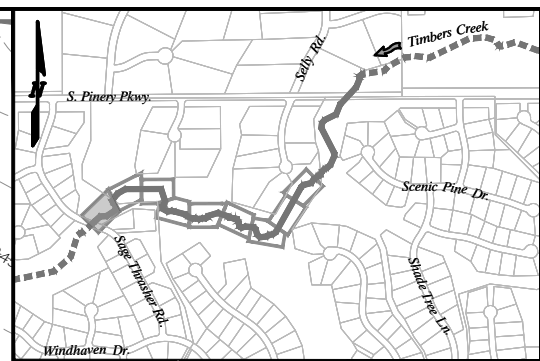 Timbers Creek
Selly Rd.
N
S. Pinery Pkwy.
Scenic Pine Dr.
Sage Thrasher Rd.
Shade Tree Ln.
Windhaven Dr.